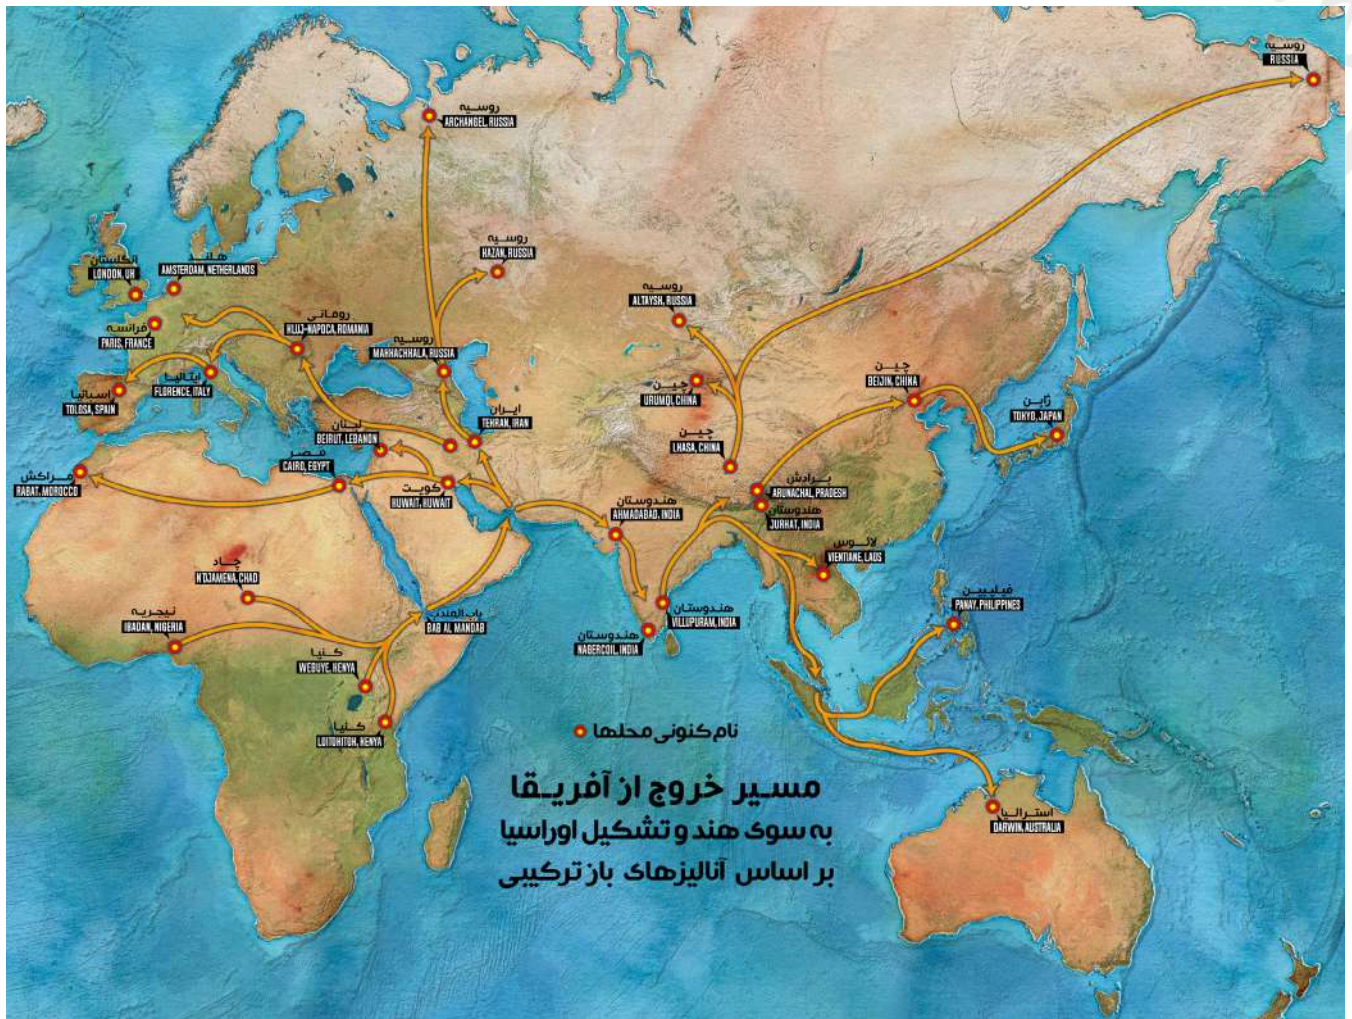 روسیه
RUSSIA
روسیه
ARCHANGEL, RUSSIA
روسیه
KAZAN, RUSSIA
انگلستان
LONDON, UK
هلند
AMSTERDAM, NETHERLANDS
روسیه
ALTAYSK, RUSSIA
فرانسه
PARIS, FRANCE
رومانی
KLUJ-NAPOCA, ROMANIA
روسیه
MAKHACHKALA, RUSSIA
اسپانیا
TOLOSA, SPAIN
ایتالیا
FLORENCE, ITALY
چین
URUMQI, CHINA
چین
BEIJIN, CHINA
ژاپن
TOKYO, JAPAN
لبنان
BEIRUT, LEBANON
ایران
TEHRAN, IRAN
چین
LHASA, CHINA
مراکش
RABAT, MOROCCO
مصر
CAIRO, EGYPT
کویت
KUWAIT, KUWAIT
هندوستان
AHMADABAD, INDIA
پرادش
ARUNACHAL, PRADESH
هندوستان
JURHAT, INDIA
لائوس
VIENTIANE, LAOS
چاد
N'DJAMENA, CHAD
نیجریه
IBADAN, NIGERIA
باب المندب
BAB AL MANDAB
هندوستان
VILLUPURAM, INDIA
هندوستان
NAGERCOIL, INDIA
فیلیپین
PANAY, PHILIPPINES
کنیا
WEBUYE, KENYA
کنیا
LOITOKITOK, KENYA
نام کنونی محلها
مسیر خروج از آفریقا
به سوی هند و تشکیل اوراسیا
بر اساس آنالیزهای باز ترکیبی
استرالیا
DARWIN, AUSTRALIA